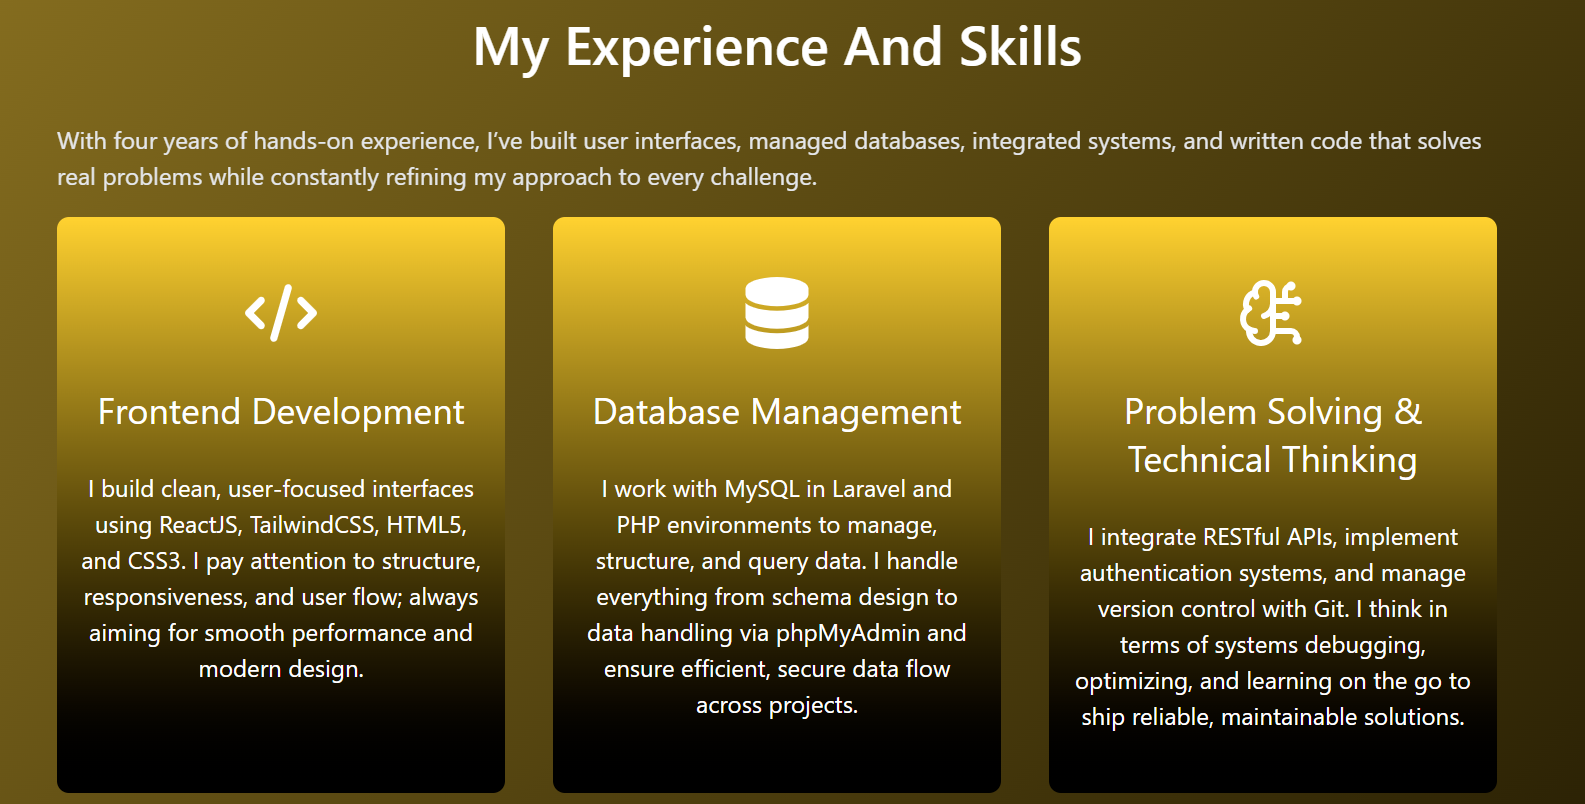 My Experience And Skills
With four years of hands-on experience, I’ve built user interfaces, managed databases, integrated systems, and written code that solves
real problems while constantly refining my approach to every challenge.
Frontend Development
I build clean, user-focused interfaces
using ReactJS, TailwindCSS, HTML5,
and CSS3. I pay attention to structure,
responsiveness, and user flow; always
aiming for smooth performance and
modern design.
Database Management
I work with MySQL in Laravel and
PHP environments to manage,
structure, and query data. I handle
everything from schema design to
data handling via phpMyAdmin and
ensure efficient, secure data flow
across projects.
Problem Solving &
Technical Thinking
I integrate RESTful APIs, implement
authentication systems, and manage
version control with Git. I think in
terms of systems debugging,
optimizing, and learning on the go to
ship reliable, maintainable solutions.